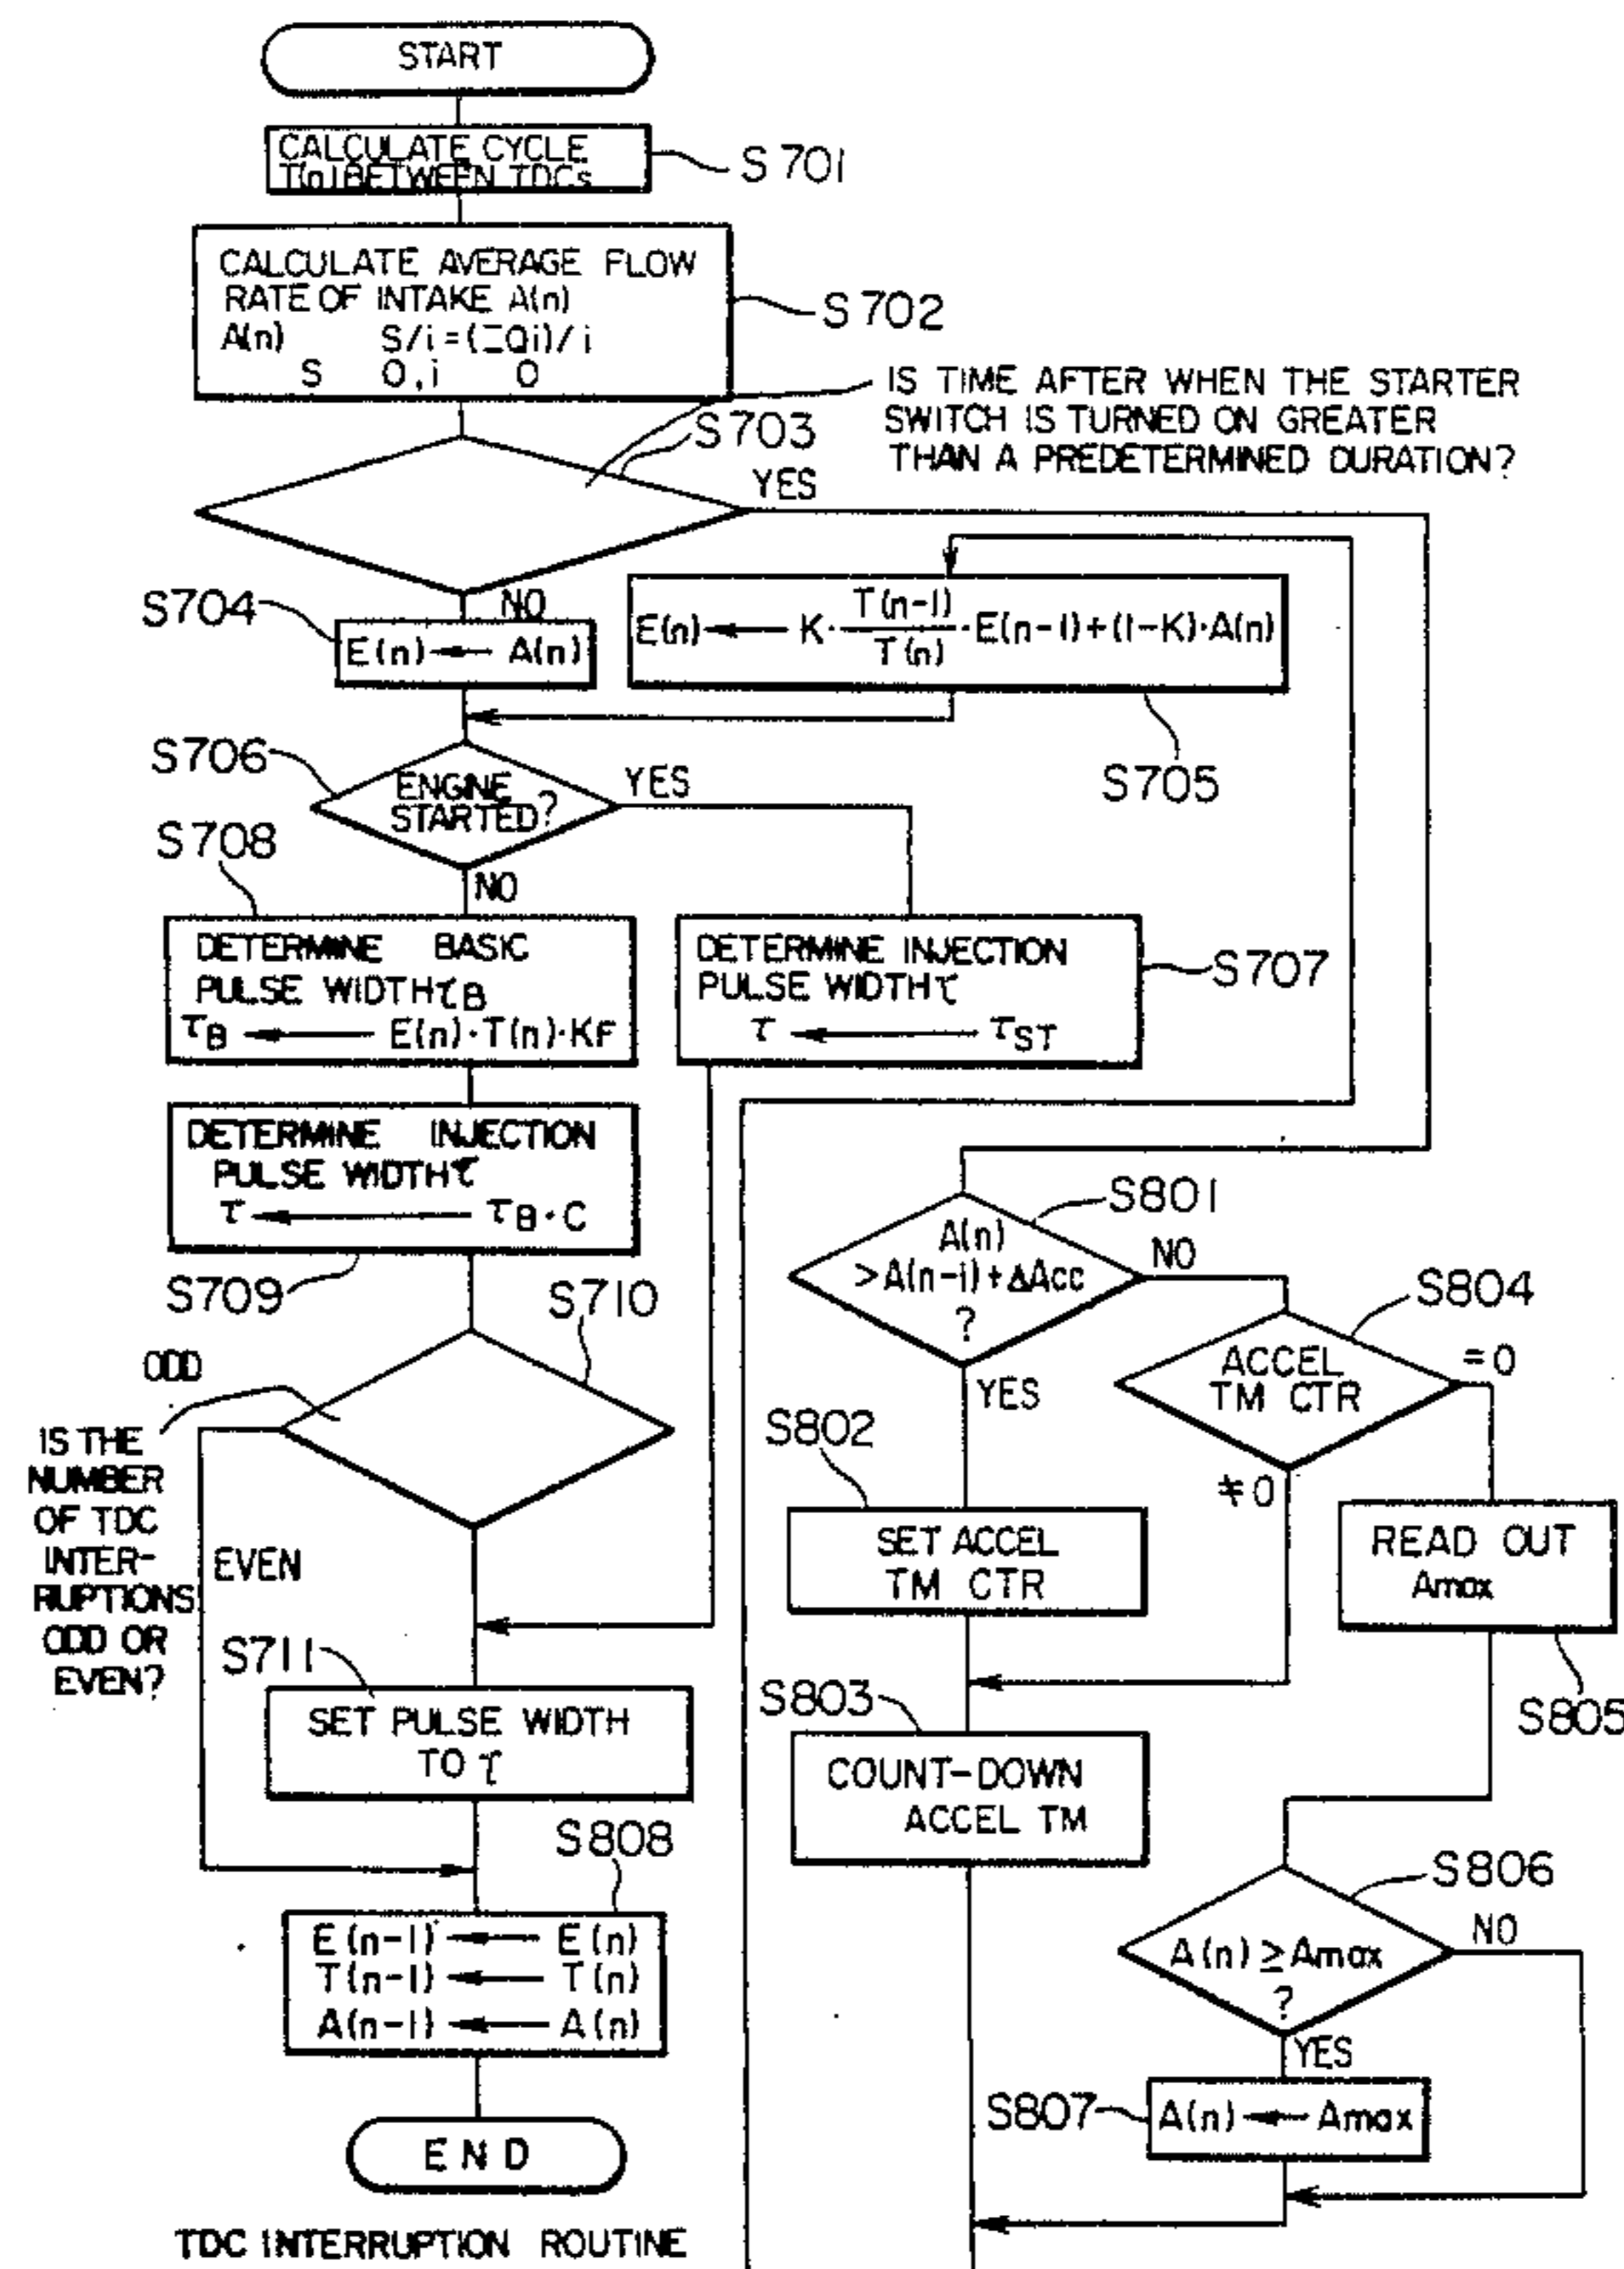 START
CALCULATE CYCLE
T(n) BETWEEN TDCs
S701
CALCULATE AVERAGE FLOW
RATE OF INTAKE A(n)
A(n) S/i=(ΣQi)/i
S O,i O
S702
IS TIME AFTER WHEN THE STARTER
SWITCH IS TURNED ON GREATER
THAN A PREDETERMINED DURATION?
S703
YES
NO
S704
E(n) ← A(n)
E(n) ← K · T(n-1)/T(n) · E(n-1)+(1-K)·A(n)
S705
S706
ENGINE
STARTED?
YES
NO
S708
DETERMINE BASIC
PULSE WIDTH τB
τB ← E(n)·T(n)·KF
DETERMINE INJECTION
PULSE WIDTH τ
τ ← τST
S707
DETERMINE INJECTION
PULSE WIDTH τ
τ ← τB·C
S709
S710
ODD
IS THE
NUMBER
OF TDC
INTER-
RUPTIONS
ODD OR
EVEN?
EVEN
S711
SET PULSE WIDTH
TO τ
S808
E(n-1) ← E(n)
T(n-1) ← T(n)
A(n-1) ← A(n)
END
TDC INTERRUPTION ROUTINE
S801
A(n)
>A(n-i)+ΔAcc
?
NO
YES
S802
SET ACCEL
TM CTR
S803
COUNT-DOWN
ACCEL TM
S804
ACCEL
TM CTR
=0
≠0
READ OUT
Amax
S805
S806
A(n)≥Amax
?
NO
YES
S807
A(n) ← Amax